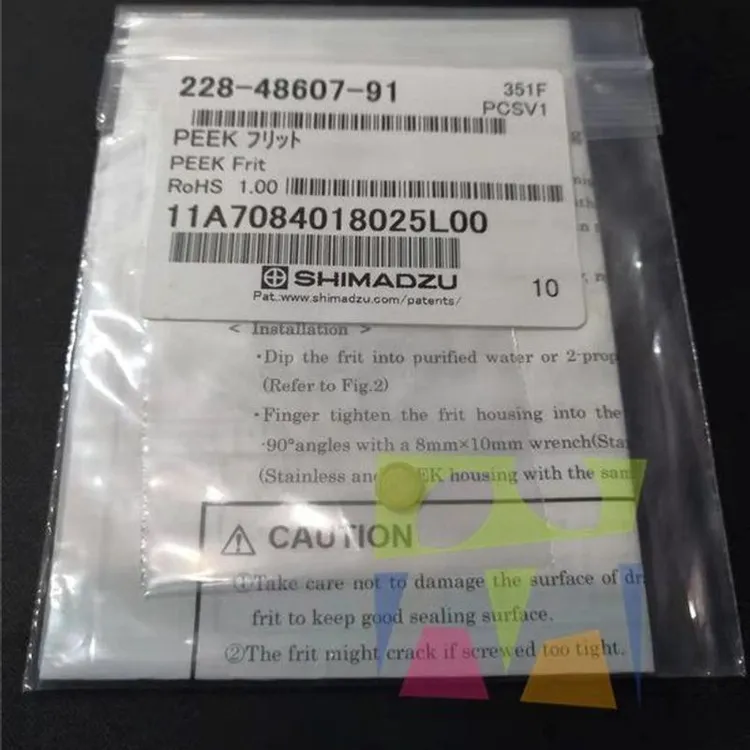 228-48607-91
351F
PCSV1
PEEK フリット
PEEK Frit
RoHS 1.00
11A7084018025L00
SHIMADZU
Pat.:www.shimadzu.com/patents/
10
< Installation >
・Dip the frit into purified water or 2-prop
(Refer to Fig.2)
・Finger tighten the frit housing into the
・90°angles with a 8mm×10mm wrench(Sta
(Stainless an EK housing with the sam
CAUTION
①Take care not to damage the surface of dr
frit to keep good sealing surface.
②The frit might crack if screwed too tight.